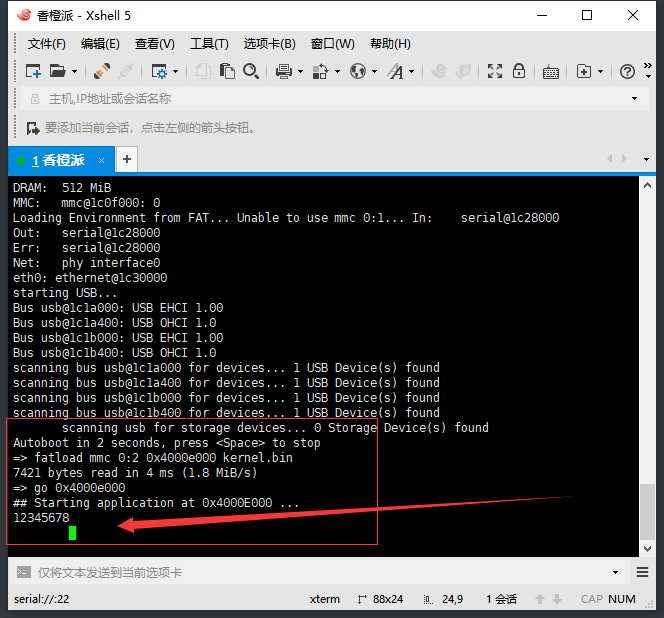 香橙派 - Xshell 5
文件(F) 编辑(E) 查看(V) 工具(T) 选项卡(B) 窗口(W) 帮助(H)
主机,IP地址或会话名称
要添加当前会话，点击左侧的箭头按钮。
1 香橙派 × +
DRAM:  512 MiB
MMC:   mmc@1c0f000: 0
Loading Environment from FAT... Unable to use mmc 0:1... In:    serial@1c28000
Out:   serial@1c28000
Err:   serial@1c28000
Net:   phy interface0
eth0: ethernet@1c30000
starting USB...
Bus usb@1c1a000: USB EHCI 1.00
Bus usb@1c1a400: USB OHCI 1.0
Bus usb@1c1b000: USB EHCI 1.00
Bus usb@1c1b400: USB OHCI 1.0
scanning bus usb@1c1a000 for devices... 1 USB Device(s) found
scanning bus usb@1c1a400 for devices... 1 USB Device(s) found
scanning bus usb@1c1b000 for devices... 1 USB Device(s) found
scanning bus usb@1c1b400 for devices... 1 USB Device(s) found
       scanning usb for storage devices... 0 Storage Device(s) found
Autoboot in 2 seconds, press <Space> to stop
=> fatload mmc 0:2 0x4000e000 kernel.bin
7421 bytes read in 4 ms (1.8 MiB/s)
=> go 0x4000e000
## Starting application at 0x4000E000 ...
12345678
仅将文本发送到当前选项卡
serial://:22 xterm 88x24 24,9 1 会话 CAP NUM